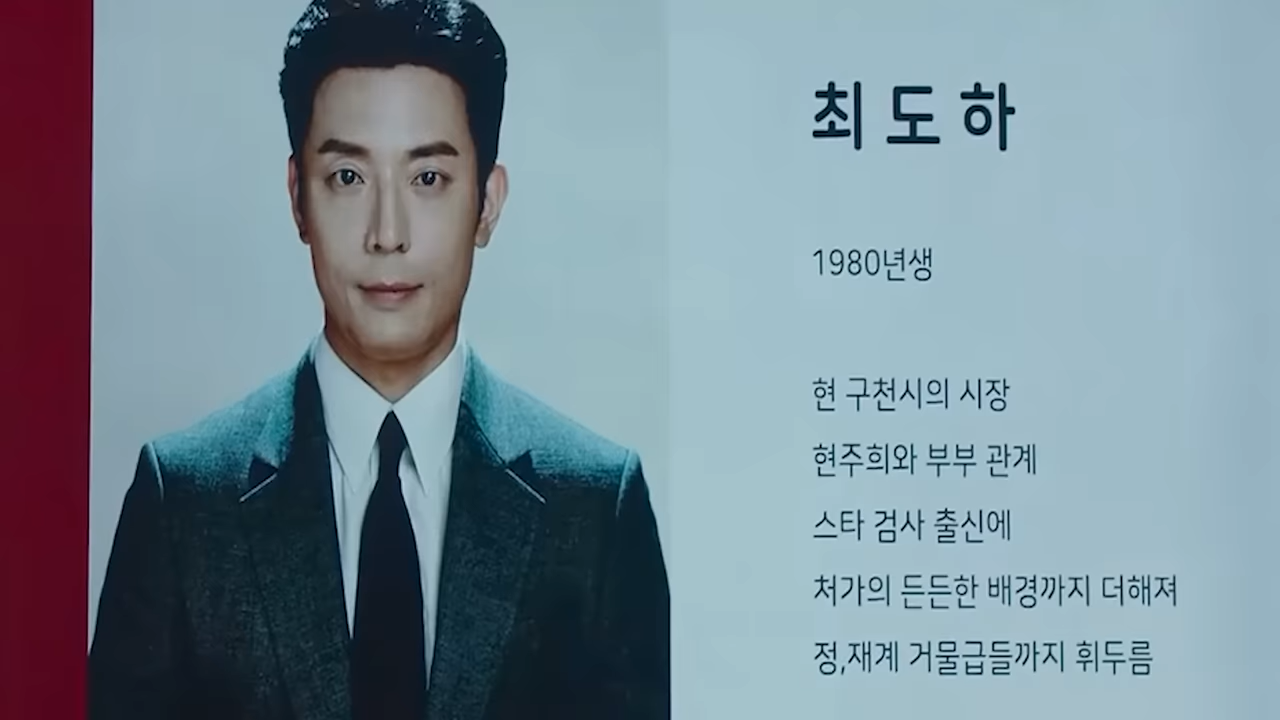 최도하
1980년생
현 구천시의 시장
현주희와 부부 관계
스타 검사 출신에
처가의 든든한 배경까지 더해져
정,재계 거물급들까지 휘두름